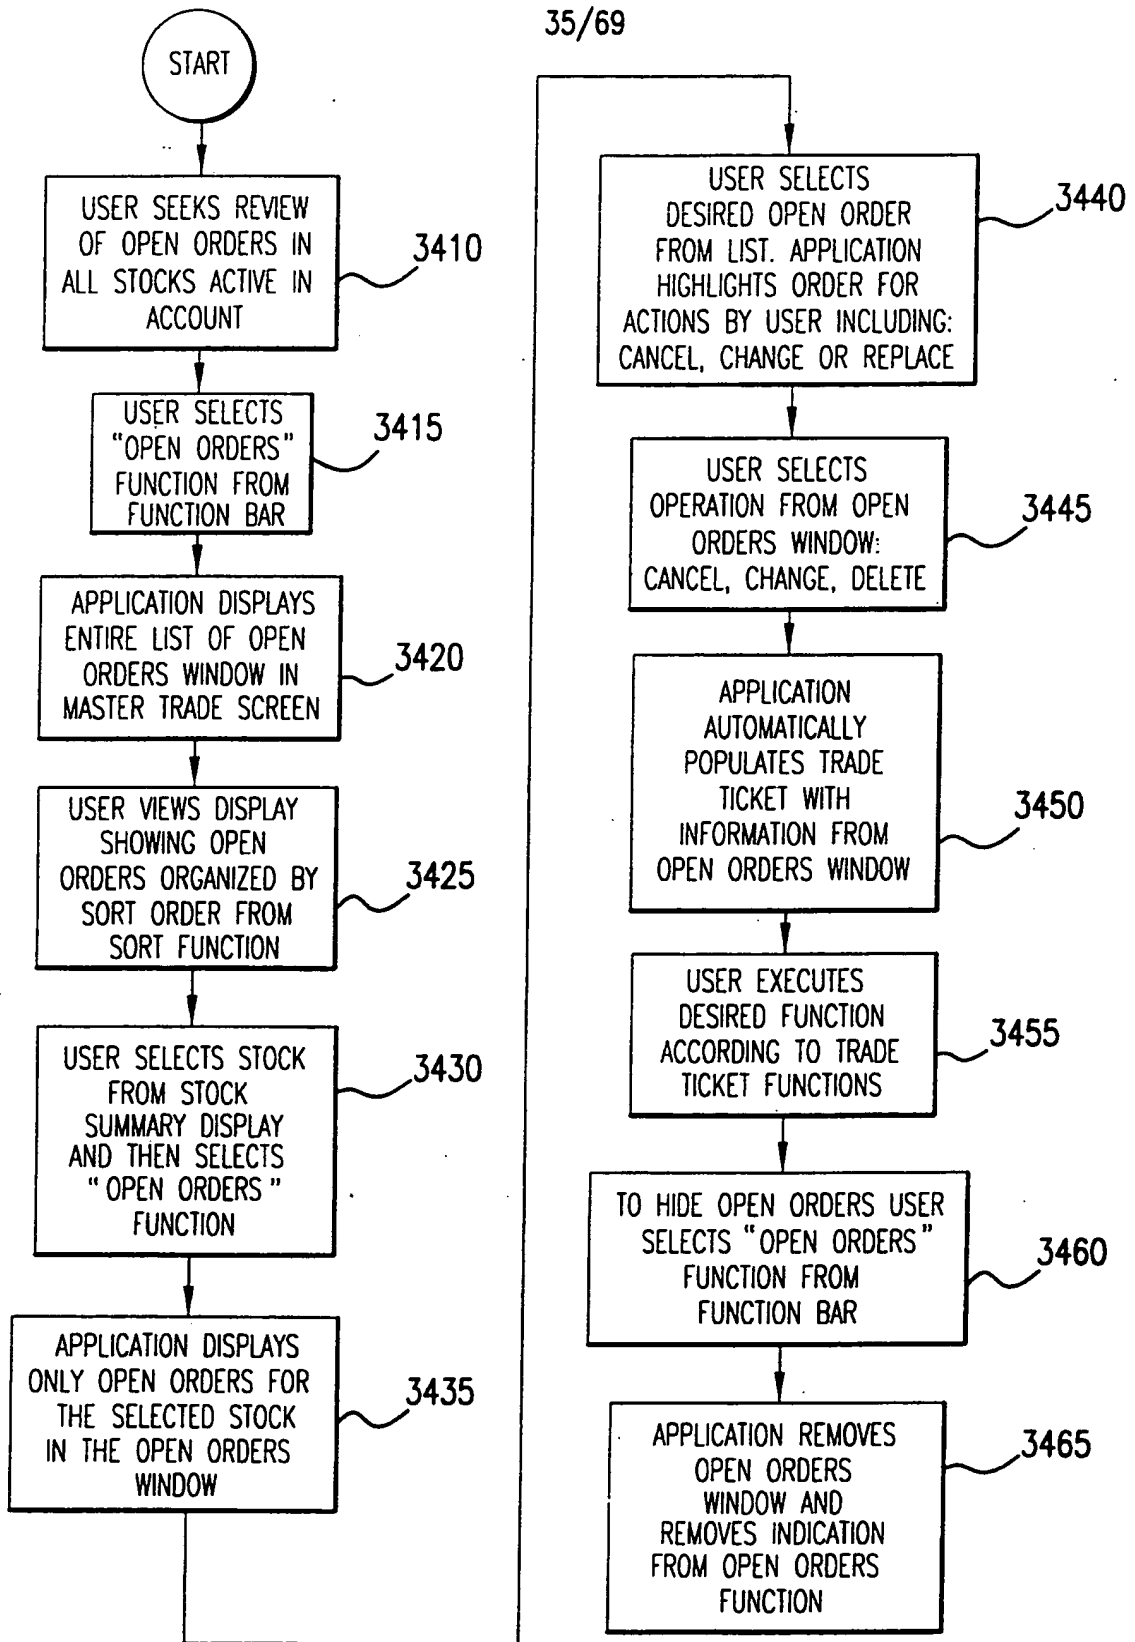 35/69
START
USER SEEKS REVIEW
OF OPEN ORDERS IN
ALL STOCKS ACTIVE IN
ACCOUNT
3410
USER SELECTS
"OPEN ORDERS"
FUNCTION FROM
FUNCTION BAR
3415
APPLICATION DISPLAYS
ENTIRE LIST OF OPEN
ORDERS WINDOW IN
MASTER TRADE SCREEN
3420
USER VIEWS DISPLAY
SHOWING OPEN
ORDERS ORGANIZED BY
SORT ORDER FROM
SORT FUNCTION
3425
USER SELECTS STOCK
FROM STOCK
SUMMARY DISPLAY
AND THEN SELECTS
"OPEN ORDERS"
FUNCTION
3430
APPLICATION DISPLAYS
ONLY OPEN ORDERS FOR
THE SELECTED STOCK
IN THE OPEN ORDERS
WINDOW
3435
USER SELECTS
DESIRED OPEN ORDER
FROM LIST. APPLICATION
HIGHLIGHTS ORDER FOR
ACTIONS BY USER INCLUDING:
CANCEL, CHANGE OR REPLACE
3440
USER SELECTS
OPERATION FROM OPEN
ORDERS WINDOW:
CANCEL, CHANGE, DELETE
3445
APPLICATION
AUTOMATICALLY
POPULATES TRADE
TICKET WITH
INFORMATION FROM
OPEN ORDERS WINDOW
3450
USER EXECUTES
DESIRED FUNCTION
ACCORDING TO TRADE
TICKET FUNCTIONS
3455
TO HIDE OPEN ORDERS USER
SELECTS "OPEN ORDERS"
FUNCTION FROM
FUNCTION BAR
3460
APPLICATION REMOVES
OPEN ORDERS
WINDOW AND
REMOVES INDICATION
FROM OPEN ORDERS
FUNCTION
3465